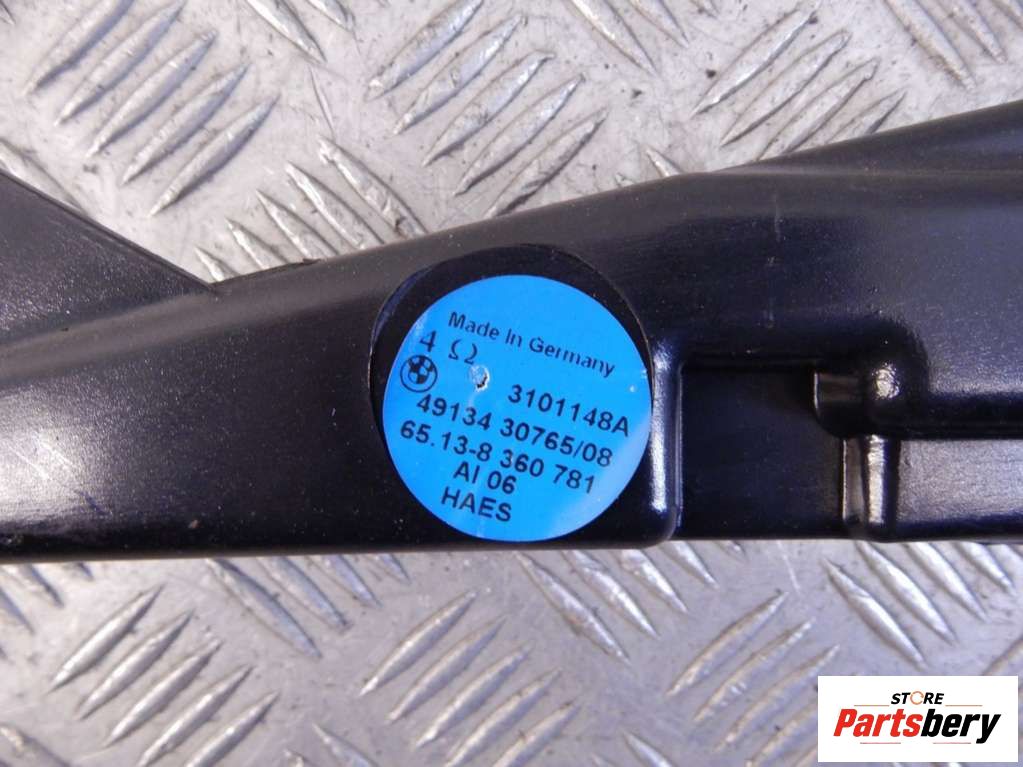 Made In Germany
4 Ω
3101148A
49134 30765/08
65.13-8 360 781
AI 06
HAES
STORE
Partsbery